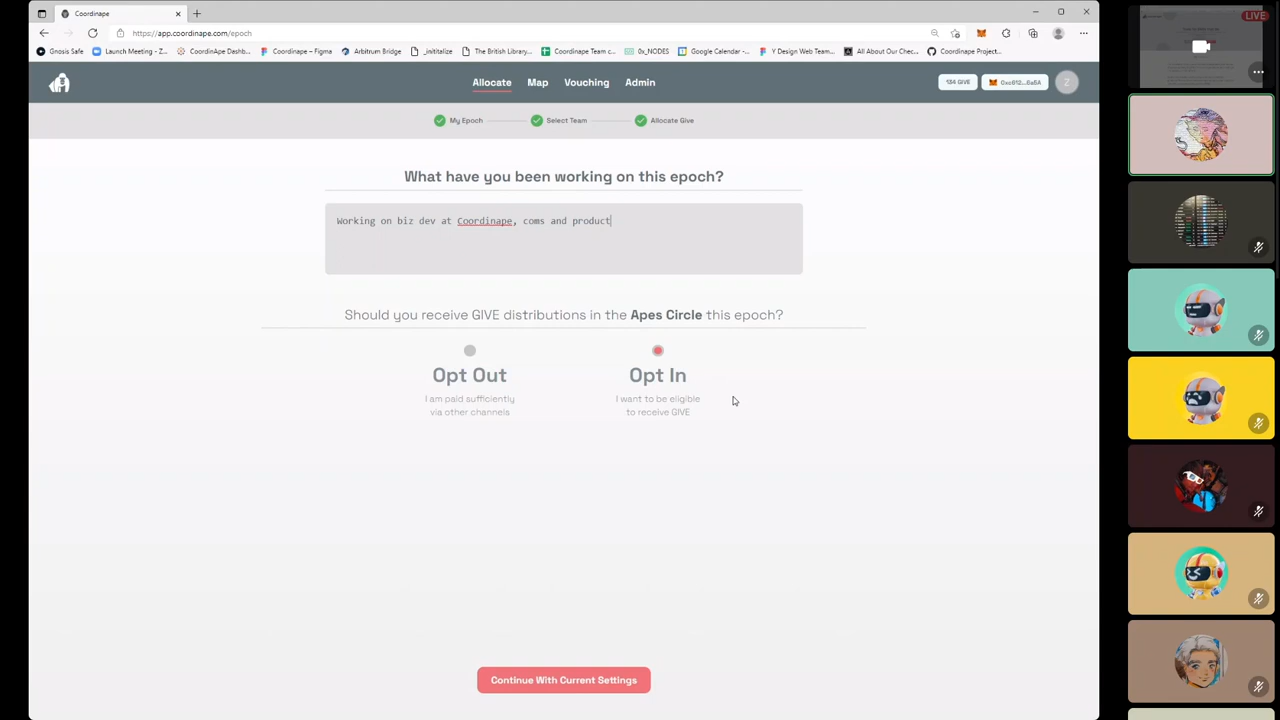 Coordinape
https://app.coordinape.com/epoch
Gnosis Safe
Launch Meeting - Z...
CoordinApe Dashb...
Coordinape – Figma
Arbitrum Bridge
_inititalize
The British Library...
Coordinape Team c...
0x_NODES
Google Calendar -...
Y Design Web Team...
All About Our Chec...
Coordinape Project...
Allocate
Map
Vouching
Admin
134 GIVE
Z
My Epoch
Select Team
Allocate Give
What have you been working on this epoch?
Working on biz dev at Coordinape, coms and product
Should you receive GIVE distributions in the Apes Circle this epoch?
Opt Out
I am paid sufficiently
via other channels
Opt In
I want to be eligible
to receive GIVE
Continue With Current Settings
LIVE